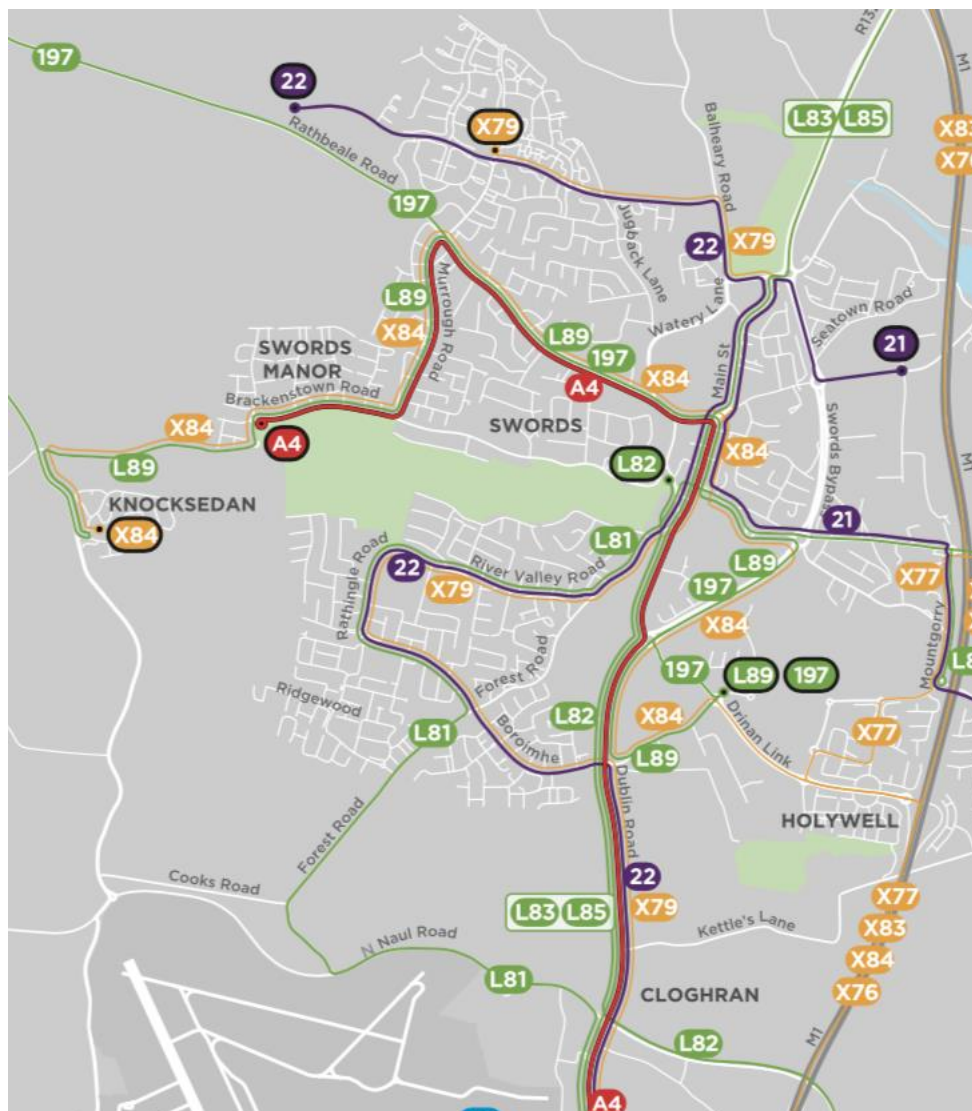 R132
M1
197
22
X79
Rathbeale Road
L83 L85
X83
X76
Balheary Road
197
Jugback Lane
22 X79
L89
X84
Murrough Road
Watery Lane
Seatown Road
21
L89
197
A4
X84
Main St
SWORDS
MANOR
Brackenstown Road
SWORDS
X84
L89
A4
L82
X84
Swords Bypass
M1
KNOCKSEDAN
X84
L81
21
Rathingle Road
22
X79
River Valley Road
L89
197
X84
X77
Mountgorry
Forest Road
197
L89 197
Ridgewood
L81
Boroimhe
L82
X84
L89
Drinan Link
X77
Dublin Road
HOLYWELL
Forest Road
Cooks Road
22
X79
L83 L85
Kettle's Lane
X77
X83
X84
X76
N Naul Road
L81
CLOGHRAN
L82
M1
A4